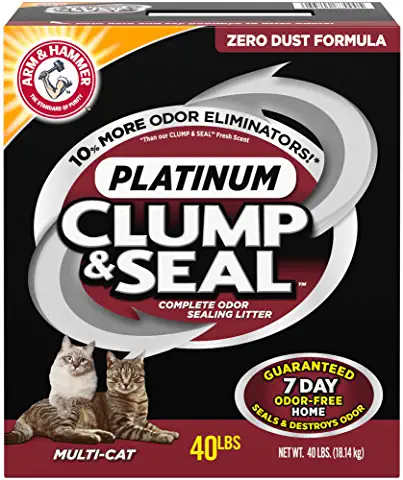 ARM & HAMMER
THE STANDARD OF PURITY
ZERO DUST FORMULA
10% MORE ODOR ELIMINATORS!*
*Than our CLUMP & SEAL™ Fresh Scent
PLATINUM
CLUMP
& SEAL™
COMPLETE ODOR
SEALING LITTER
GUARANTEED
7 DAY
ODOR-FREE
HOME
SEALS & DESTROYS ODOR
MULTI-CAT
40LBS
NET WT. 40 LBS. (18.14 kg)